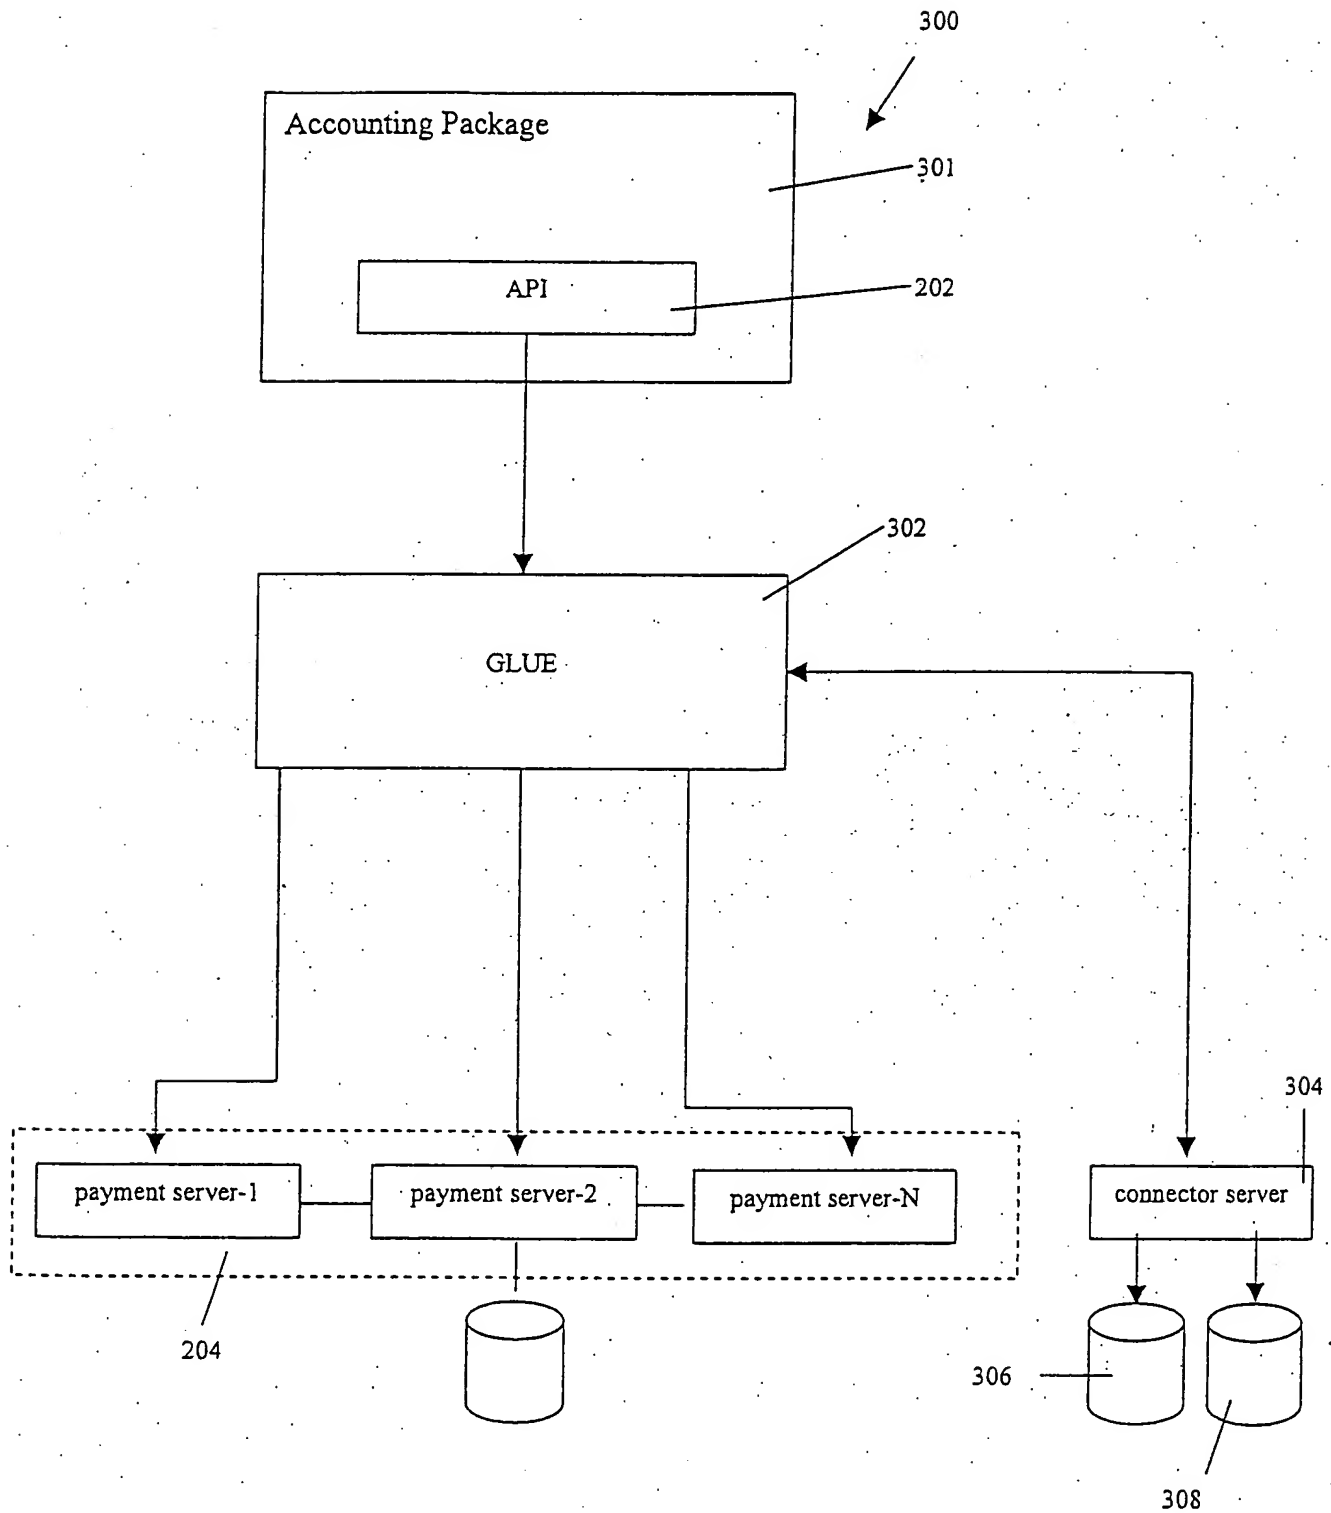 300
Accounting Package
301
API
202
302
GLUE
304
payment server-1
payment server-2
payment server-N
connector server
204
306
308